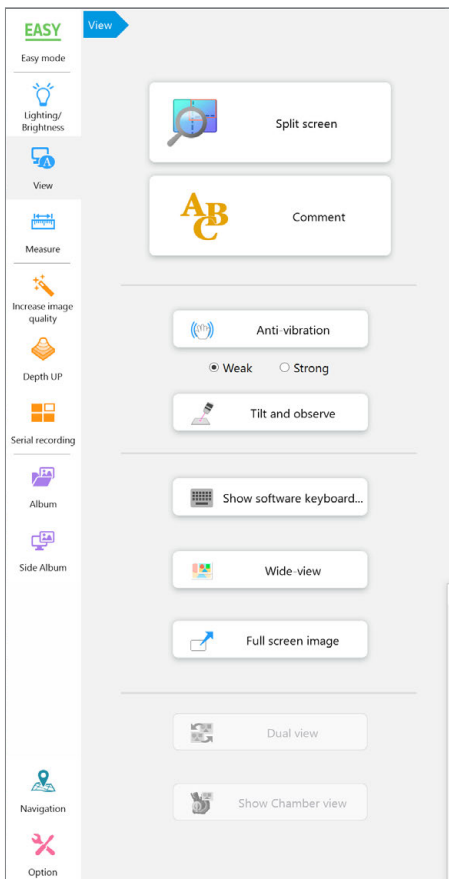 EASY
Easy mode
Lighting/
Brightness
A
View
Measure
Increase image
quality
Depth UP
Serial recording
Album
Side Album
Navigation
Option
View
Split screen
ABC
Comment
Anti-vibration
Weak
Strong
Tilt and observe
Show software keyboard...
Wide-view
Full screen image
Dual view
Show Chamber view